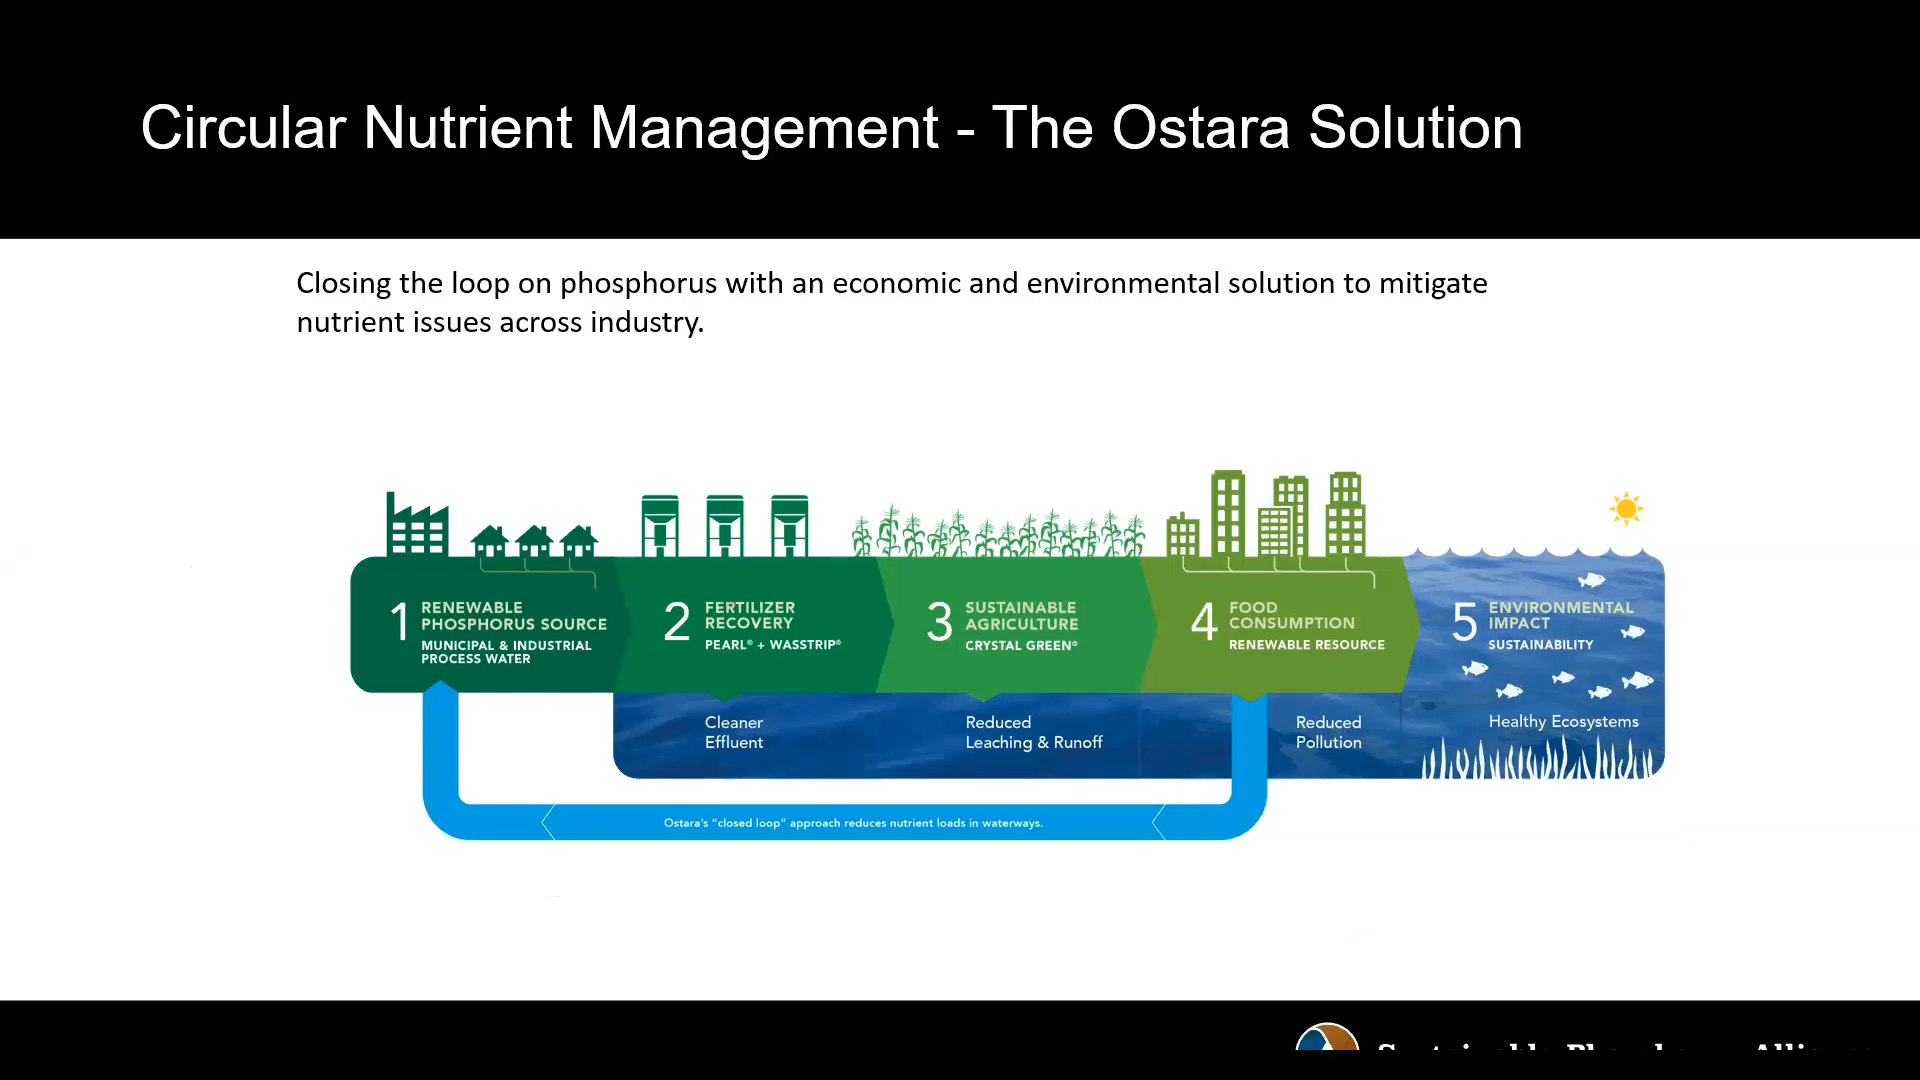 Circular Nutrient Management - The Ostara Solution
Closing the loop on phosphorus with an economic and environmental solution to mitigate
nutrient issues across industry.
1 RENEWABLE
PHOSPHORUS SOURCE
MUNICIPAL & INDUSTRIAL
PROCESS WATER
2 FERTILIZER
RECOVERY
PEARL® + WASSTRIP®
3 SUSTAINABLE
AGRICULTURE
CRYSTAL GREEN®
4 FOOD
CONSUMPTION
RENEWABLE RESOURCE
5 ENVIRONMENTAL
IMPACT
SUSTAINABILITY
Cleaner
Effluent
Reduced
Leaching & Runoff
Reduced
Pollution
Healthy Ecosystems
Ostara's "closed loop" approach reduces nutrient loads in waterways.